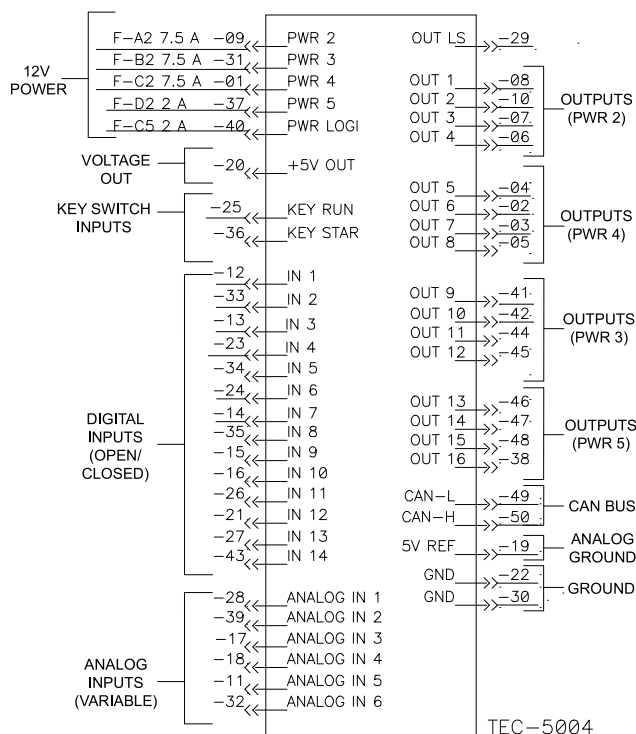 12V
POWER
F-A2 7.5 A -09 PWR 2
F-B2 7.5 A -31 PWR 3
F-C2 7.5 A -01 PWR 4
F-D2 2 A -37 PWR 5
F-C5 2 A -40 PWR LOGI
VOLTAGE
OUT
-20 +5V OUT
KEY SWITCH
INPUTS
-25 KEY RUN
-36 KEY STAR
DIGITAL
INPUTS
(OPEN/
CLOSED)
-12 IN 1
-33 IN 2
-13 IN 3
-23 IN 4
-34 IN 5
-24 IN 6
-14 IN 7
-35 IN 8
-15 IN 9
-16 IN 10
-26 IN 11
-21 IN 12
-27 IN 13
-43 IN 14
ANALOG
INPUTS
(VARIABLE)
-28 ANALOG IN 1
-39 ANALOG IN 2
-17 ANALOG IN 3
-18 ANALOG IN 4
-11 ANALOG IN 5
-32 ANALOG IN 6
OUT LS -29
OUT 1 -08
OUT 2 -10
OUT 3 -07
OUT 4 -06
OUTPUTS
(PWR 2)
OUT 5 -04
OUT 6 -02
OUT 7 -03
OUT 8 -05
OUTPUTS
(PWR 4)
OUT 9 -41
OUT 10 -42
OUT 11 -44
OUT 12 -45
OUTPUTS
(PWR 3)
OUT 13 -46
OUT 14 -47
OUT 15 -48
OUT 16 -38
OUTPUTS
(PWR 5)
CAN-L -49
CAN-H -50
CAN BUS
5V REF -19
ANALOG
GROUND
GND -22
GND -30
GROUND
TEC-5004